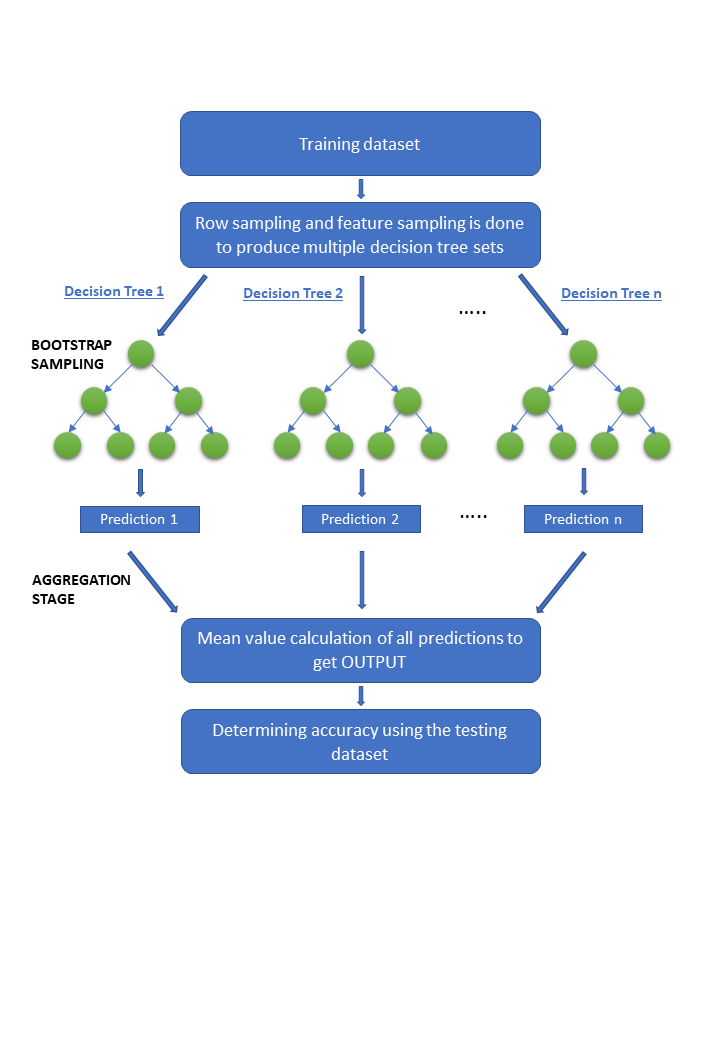 Training dataset
Row sampling and feature sampling is done
to produce multiple decision tree sets
Decision Tree 1
Decision Tree 2
.....
Decision Tree n
BOOTSTRAP
SAMPLING
Prediction 1
Prediction 2
.....
Prediction n
AGGREGATION
STAGE
Mean value calculation of all predictions to
get OUTPUT
Determining accuracy using the testing
dataset